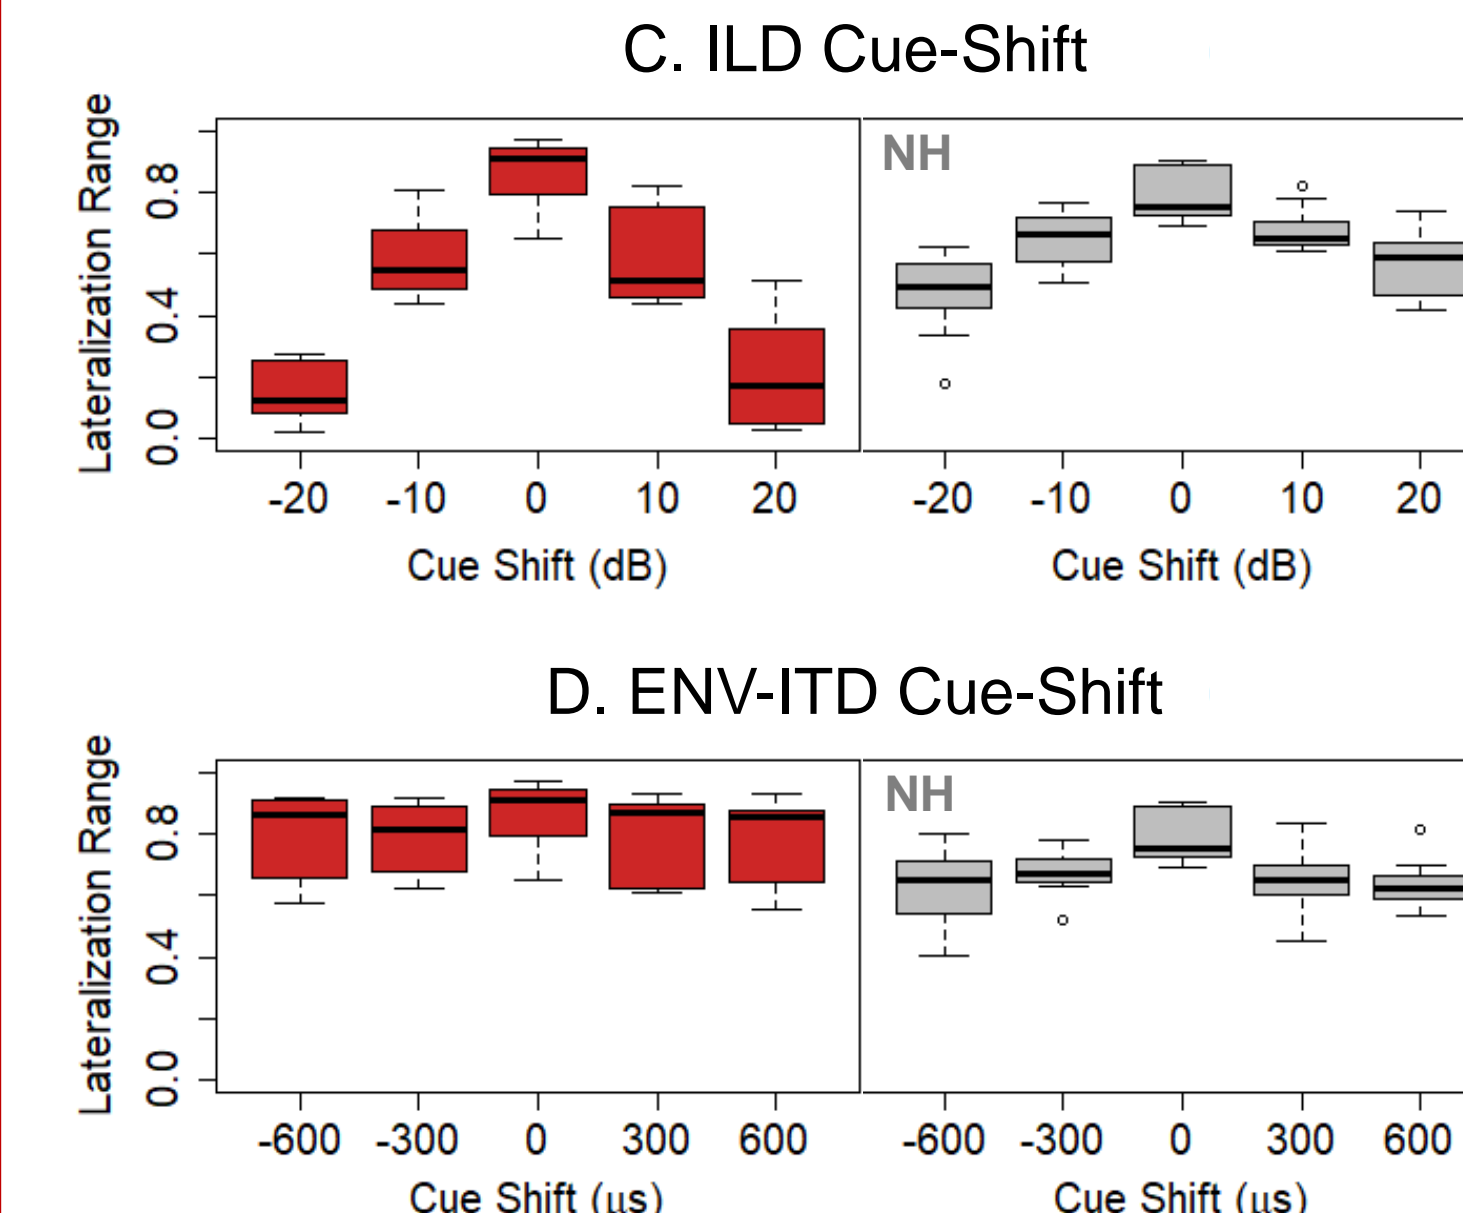 C. ILD Cue-Shift
Lateralization Range
0.8
0.4
0.0
-20 -10 0 10 20
Cue Shift (dB)
NH
-20 -10 0 10 20
Cue Shift (dB)
D. ENV-ITD Cue-Shift
Lateralization Range
0.8
0.4
0.0
-600 -300 0 300 600
Cue Shift (µs)
NH
-600 -300 0 300 600
Cue Shift (µs)